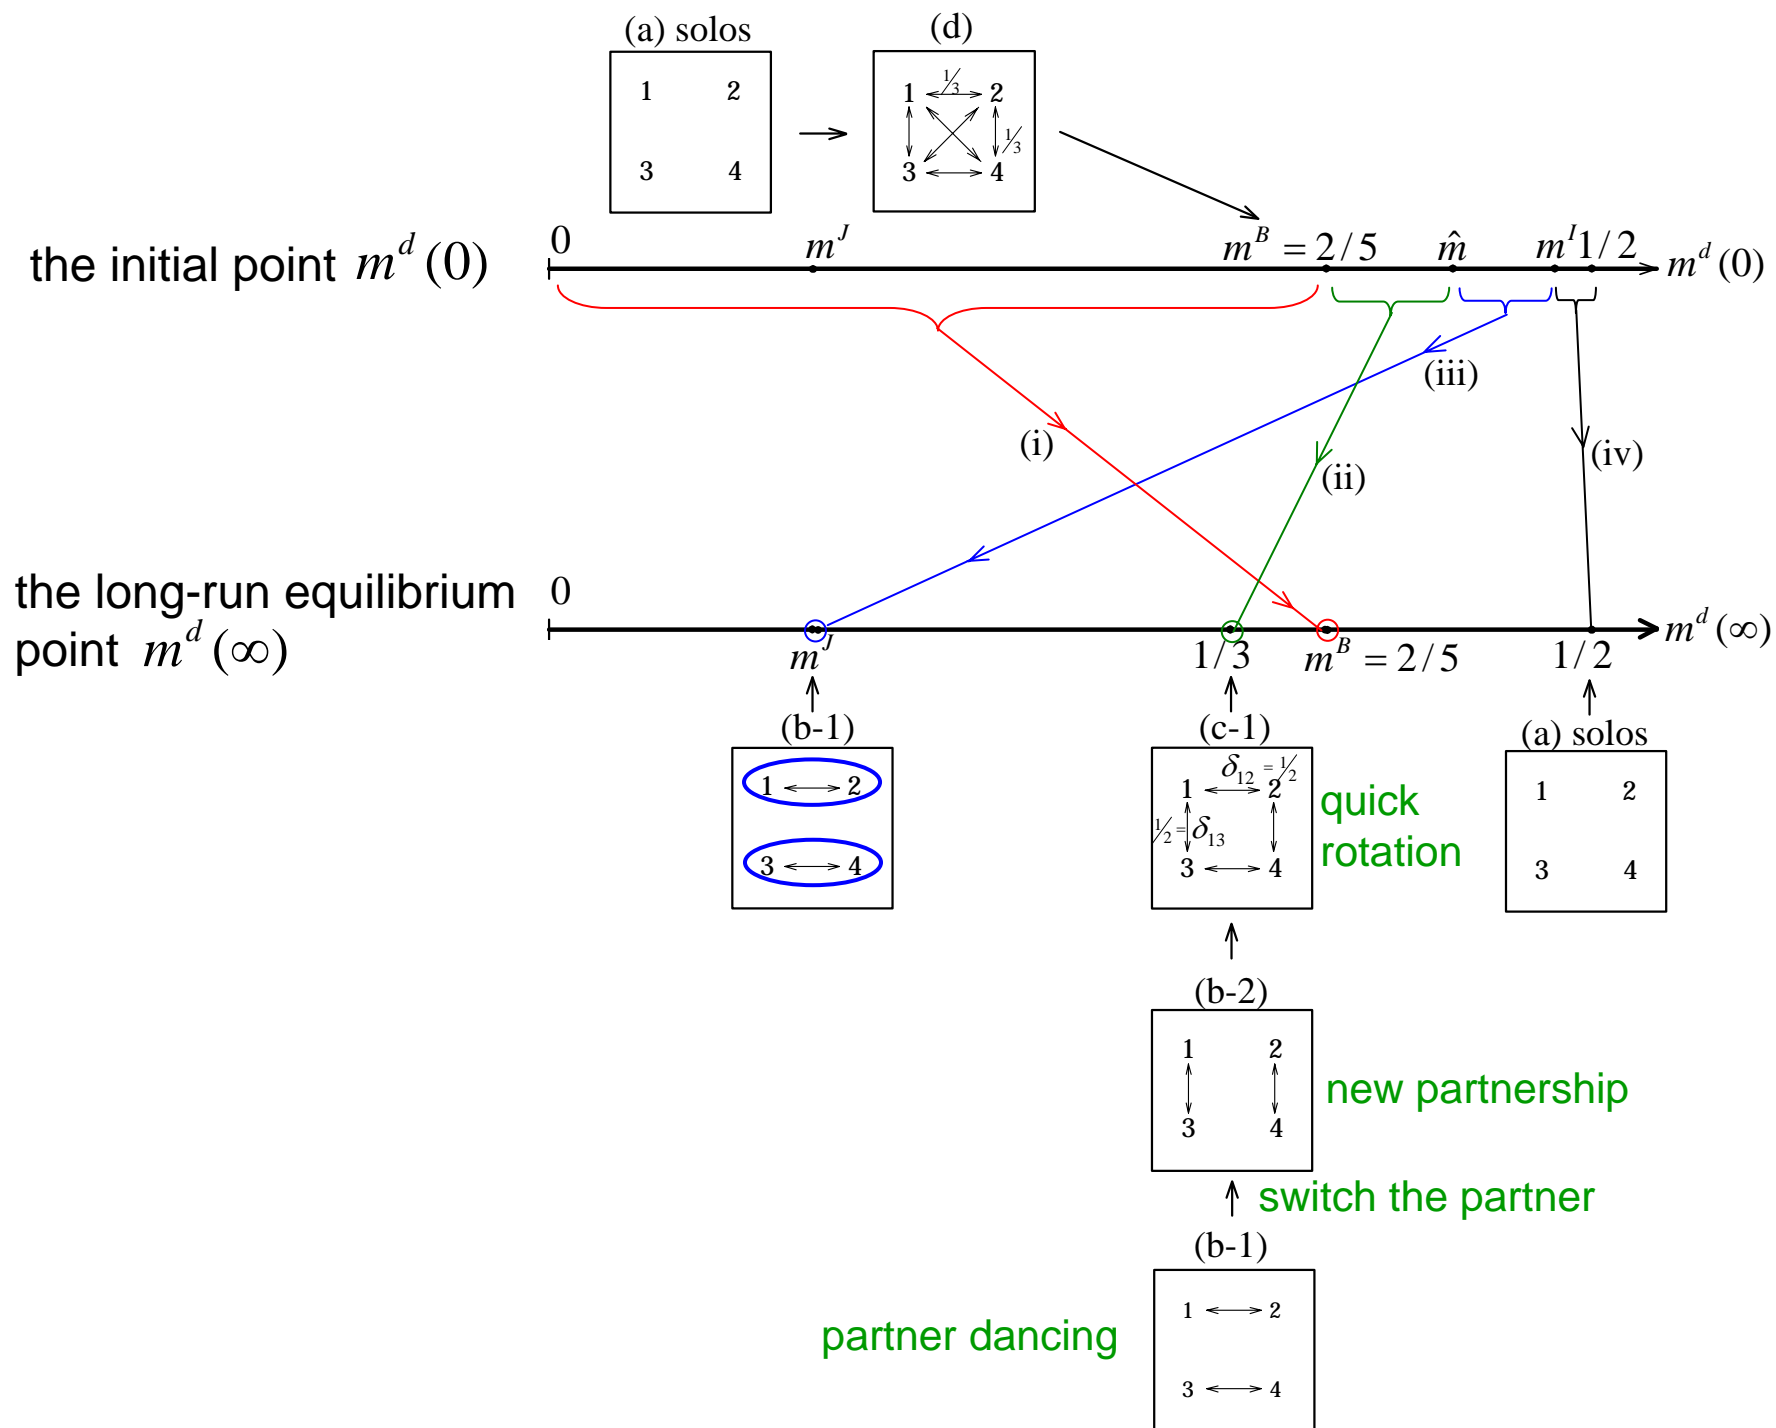 (a) solos
(d)
1 2
3 4
1 1/3 2
1/3
3 4
the initial point m^d (0)
0
m^J
m^B = 2/5
m̂
m^I 1/2
m^d (0)
(i)
(ii)
(iii)
(iv)
the long-run equilibrium
point m^d (∞)
0
m^J
1/3
m^B = 2/5
1/2
m^d (∞)
(b-1)
1 2
3 4
(c-1)
δ_12 = 1/2
1 2
1/2 = δ_13
3 4
quick
rotation
(a) solos
1 2
3 4
(b-2)
1 2
3 4
new partnership
switch the partner
(b-1)
1 2
3 4
partner dancing